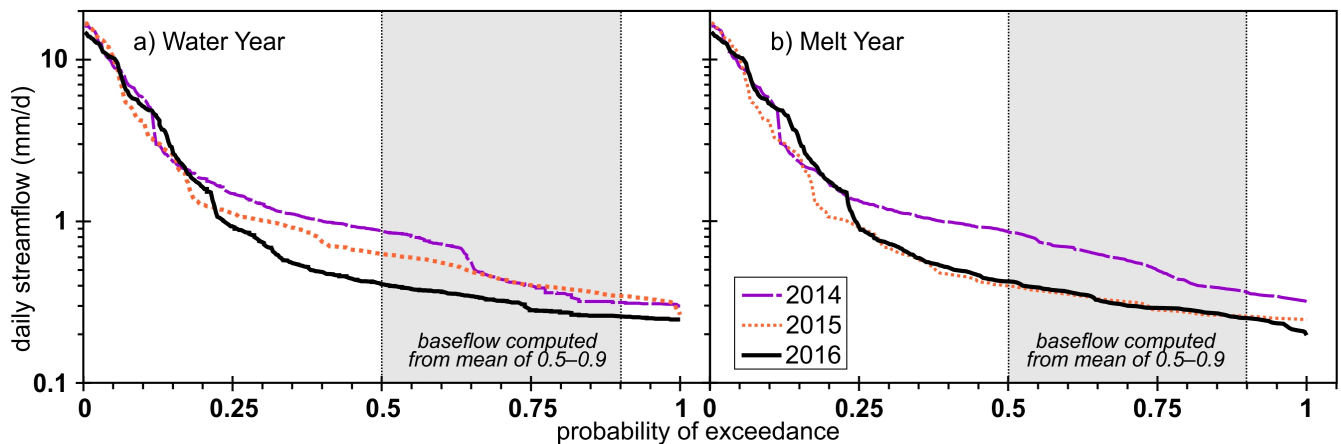 a) Water Year
b) Melt Year
daily streamflow (mm/d)
10
1
0.1
2014
2015
2016
baseflow computed
from mean of 0.5–0.9
baseflow computed
from mean of 0.5–0.9
0 0.25 0.5 0.75 1 0 0.25 0.5 0.75 1
probability of exceedance